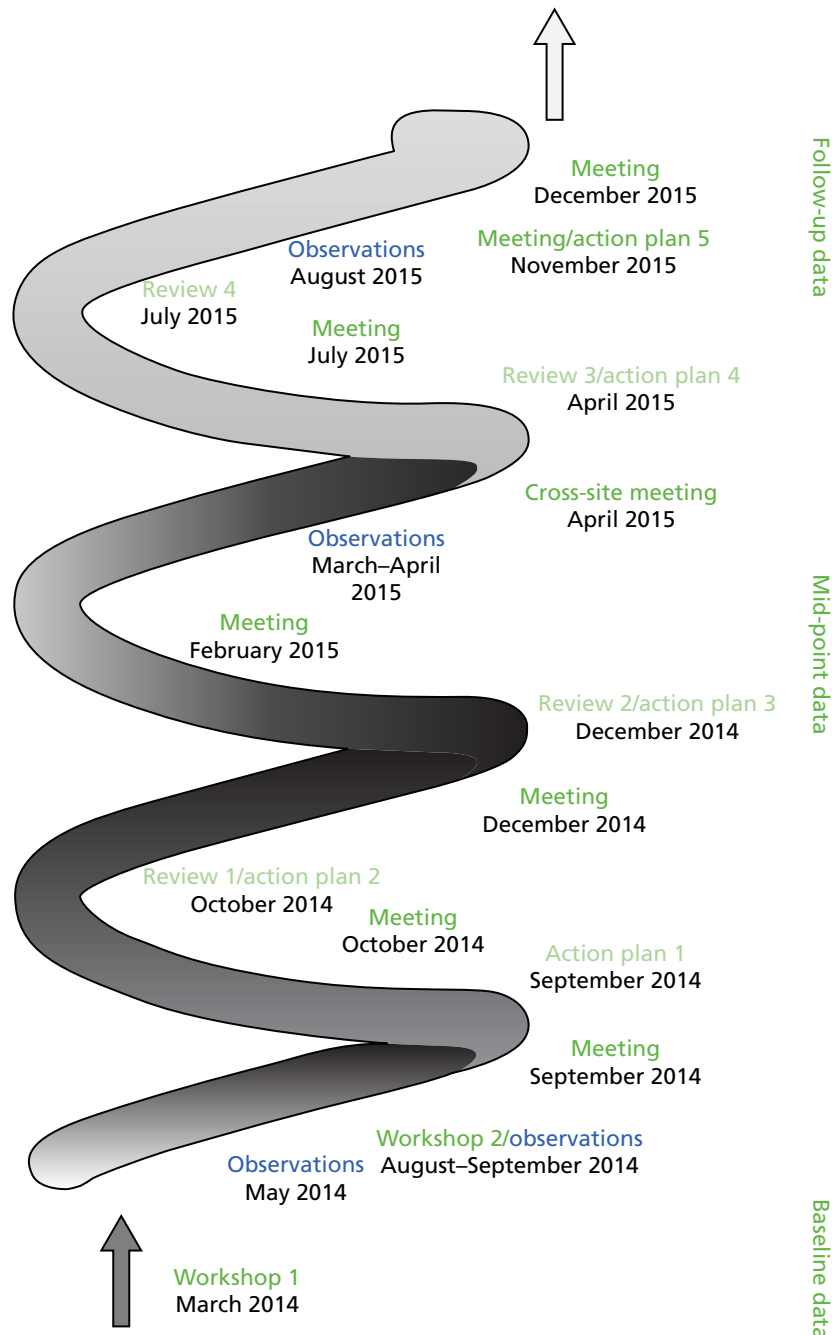 Meeting
December 2015
Follow-up data
Meeting/action plan 5
November 2015
Observations
August 2015
Review 4
July 2015
Meeting
July 2015
Review 3/action plan 4
April 2015
Cross-site meeting
April 2015
Observations
March–April
2015
Mid-point data
Meeting
February 2015
Review 2/action plan 3
December 2014
Meeting
December 2014
Review 1/action plan 2
October 2014
Meeting
October 2014
Action plan 1
September 2014
Meeting
September 2014
Workshop 2/observations
August–September 2014
Observations
May 2014
Baseline data
Workshop 1
March 2014